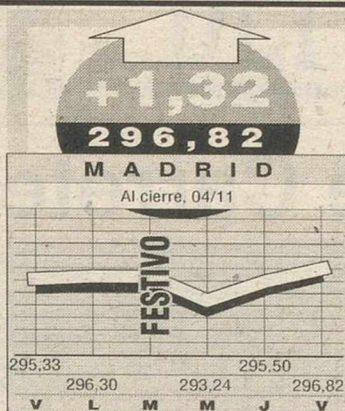 +1,32
296,82
MADRID
Al cierre, 04/11
FESTIVO
295,33 295,50
296,30 293,24 296,82
V L M M J V